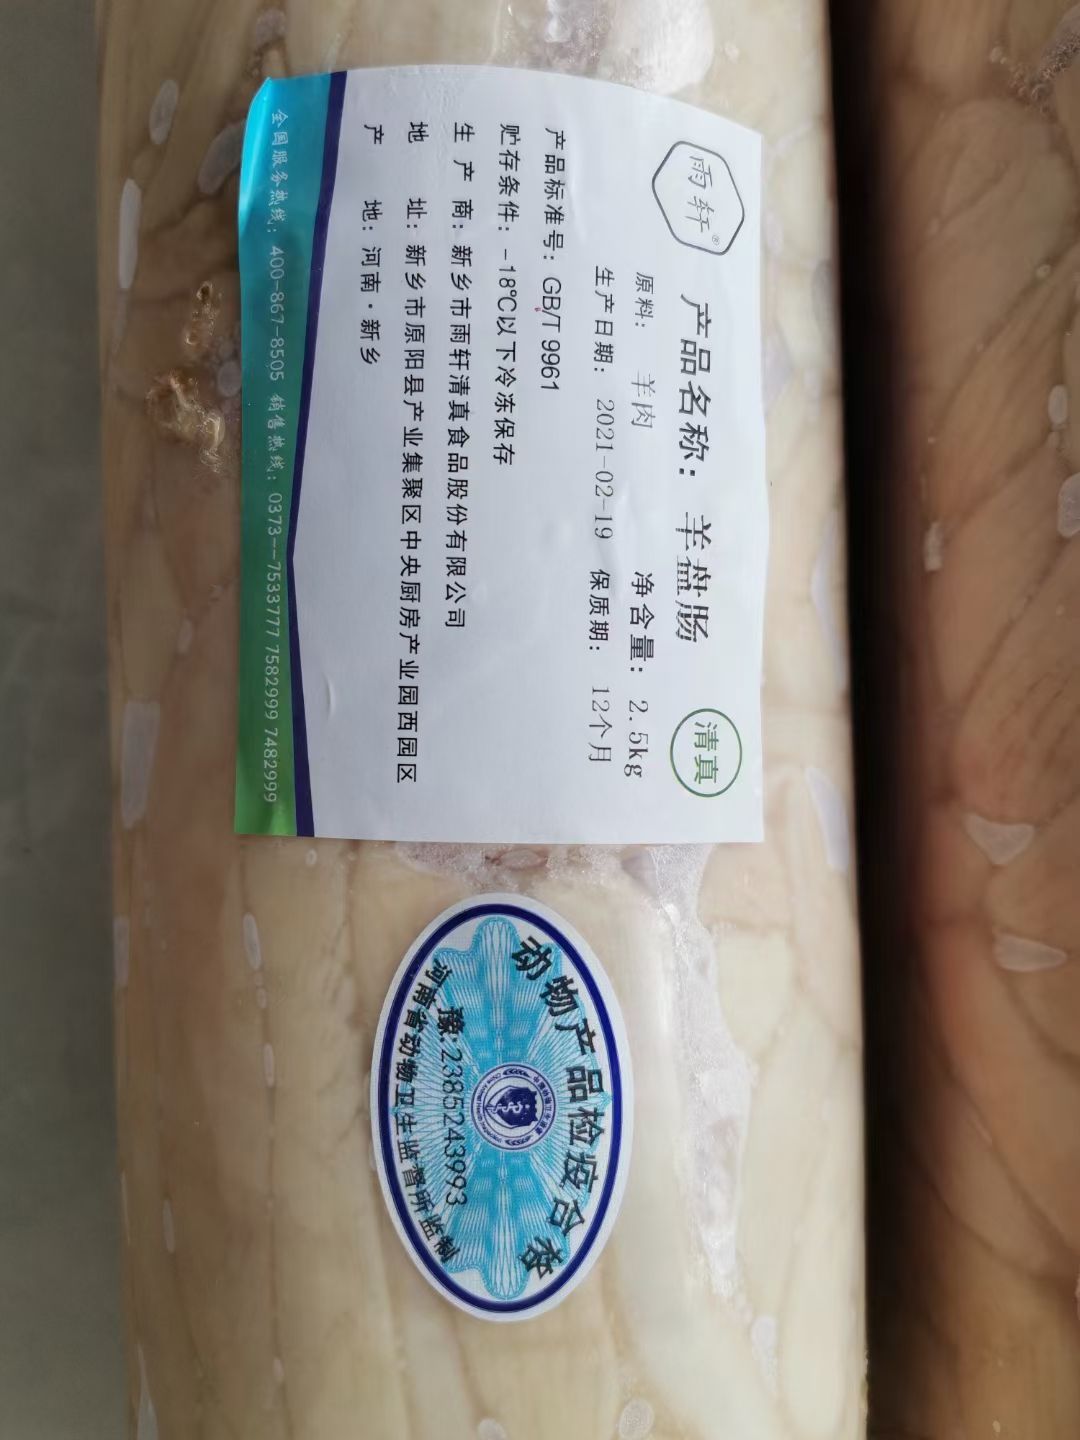 雨轩®
产品名称： 羊盘肠
清真
原料： 羊肉 净含量： 2.5kg
生产日期： 2021-02-19 保质期： 12个月
产品标准号：GB/T 9961
贮存条件：-18℃以下冷冻保存
生产商：新乡市雨轩清真食品股份有限公司
地址：新乡市原阳县产业集聚区中央厨房产业园西园区
产地：河南·新乡
全国服务热线：400-867-8505 销售热线：0373--7533777 7582999 7482999
动物产品检疫合格
豫:2385243993
河南省动物卫生监督所监制